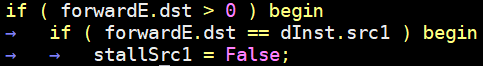 if ( forwardE.dst > 0 ) begin
→ if ( forwardE.dst == dInst.src1 ) begin
→ → stallSrc1 = False;